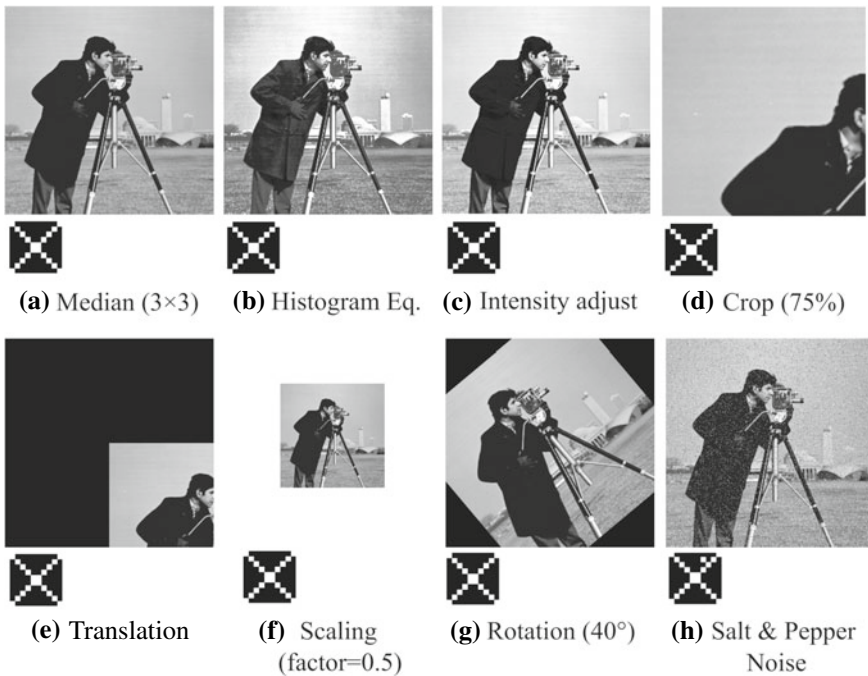 (a) Median (3×3)
(b) Histogram Eq.
(c) Intensity adjust
(d) Crop (75%)
(e) Translation
(f) Scaling
(factor=0.5)
(g) Rotation (40°)
(h) Salt & Pepper
Noise